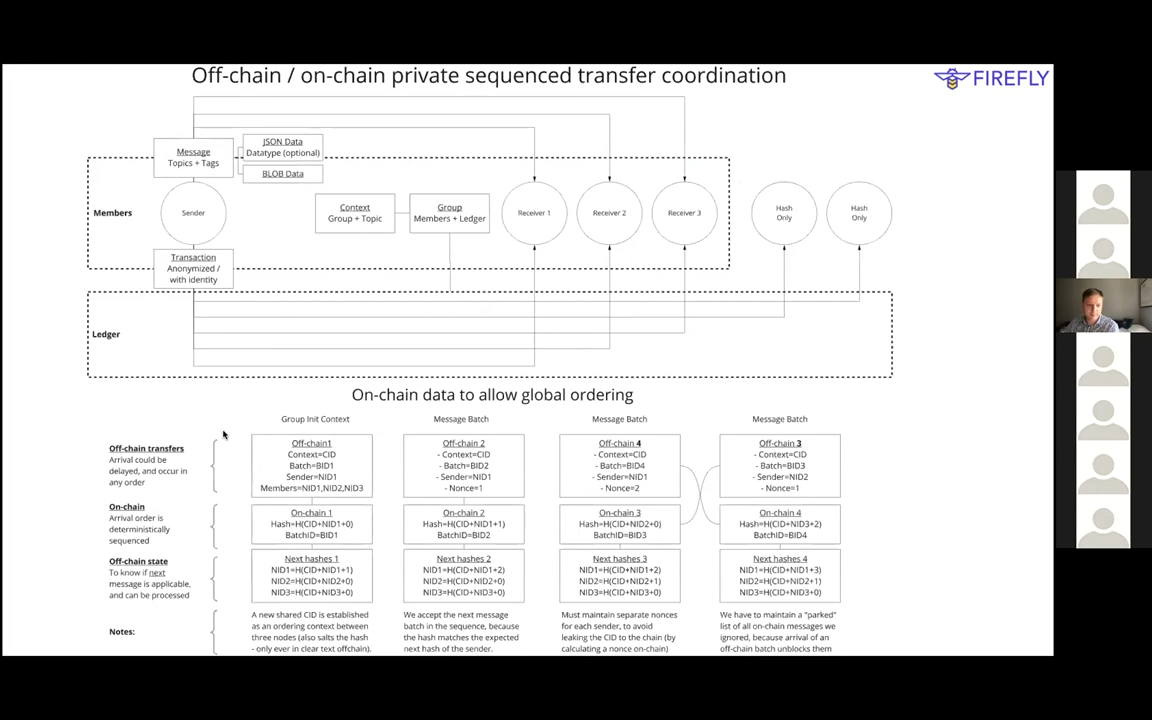 Off-chain / on-chain private sequenced transfer coordination
FIREFLY
Message
Topics + Tags
JSON Data
Datatype (optional)
BLOB Data
Members
Sender
Context
Group + Topic
Group
Members + Ledger
Receiver 1
Receiver 2
Receiver 3
Hash
Only
Hash
Only
Transaction
Anonymized /
with identity
Ledger
On-chain data to allow global ordering
Group Init Context
Message Batch
Message Batch
Message Batch
Off-chain transfers
Arrival could be
delayed, and occur in
any order
Off-chain1
Context=CID
Batch=BID1
Sender=NID1
Members=NID1,NID2,NID3
Off-chain 2
- Context=CID
- Batch=BID2
- Sender=NID1
- Nonce=1
Off-chain 4
- Context=CID
- Batch=BID4
- Sender=NID1
- Nonce=2
Off-chain 3
- Context=CID
- Batch=BID3
- Sender=NID2
- Nonce=1
On-chain
Arrival order is
deterministically
sequenced
On-chain 1
Hash=H(CID+NID1+0)
BatchID=BID1
On-chain 2
Hash=H(CID+NID1+1)
BatchID=BID2
On-chain 3
Hash=H(CID+NID2+0)
BatchID=BID3
On-chain 4
Hash=H(CID+NID3+2)
BatchID=BID4
Off-chain state
To know if next
message is applicable,
and can be processed
Next hashes 1
NID1=H(CID+NID1+1)
NID2=H(CID+NID2+0)
NID3=H(CID+NID3+0)
Next hashes 2
NID1=H(CID+NID1+2)
NID2=H(CID+NID2+0)
NID3=H(CID+NID3+0)
Next hashes 3
NID1=H(CID+NID1+2)
NID2=H(CID+NID2+1)
NID3=H(CID+NID3+0)
Next hashes 4
NID1=H(CID+NID1+3)
NID2=H(CID+NID2+1)
NID3=H(CID+NID3+0)
Notes:
A new shared CID is established
as an ordering context between
three nodes (also salts the hash
- only ever in clear text offchain).
We accept the next message
batch in the sequence, because
the hash matches the expected
next hash of the sender.
Must maintain separate nonces
for each sender, to avoid
leaking the CID to the chain (by
calculating a nonce on-chain)
We have to maintain a "parked"
list of all on-chain messages we
ignored, because arrival of an
off-chain batch unblocks them